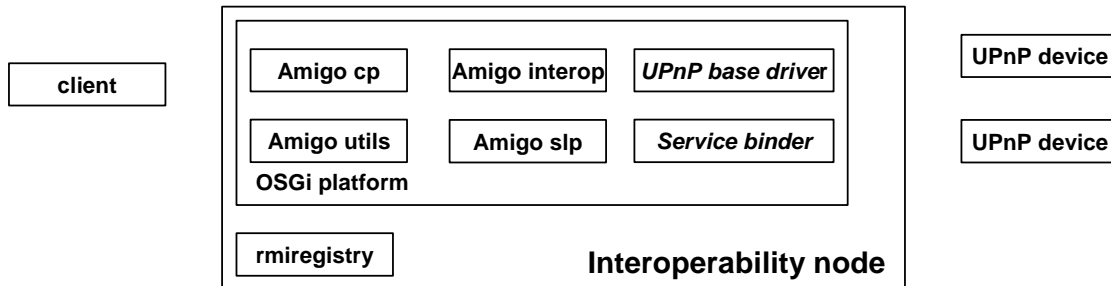 client
Amigo cp
Amigo interop
UPnP base driver
Amigo utils
Amigo slp
Service binder
OSGi platform
rmiregistry
Interoperability node
UPnP device
UPnP device